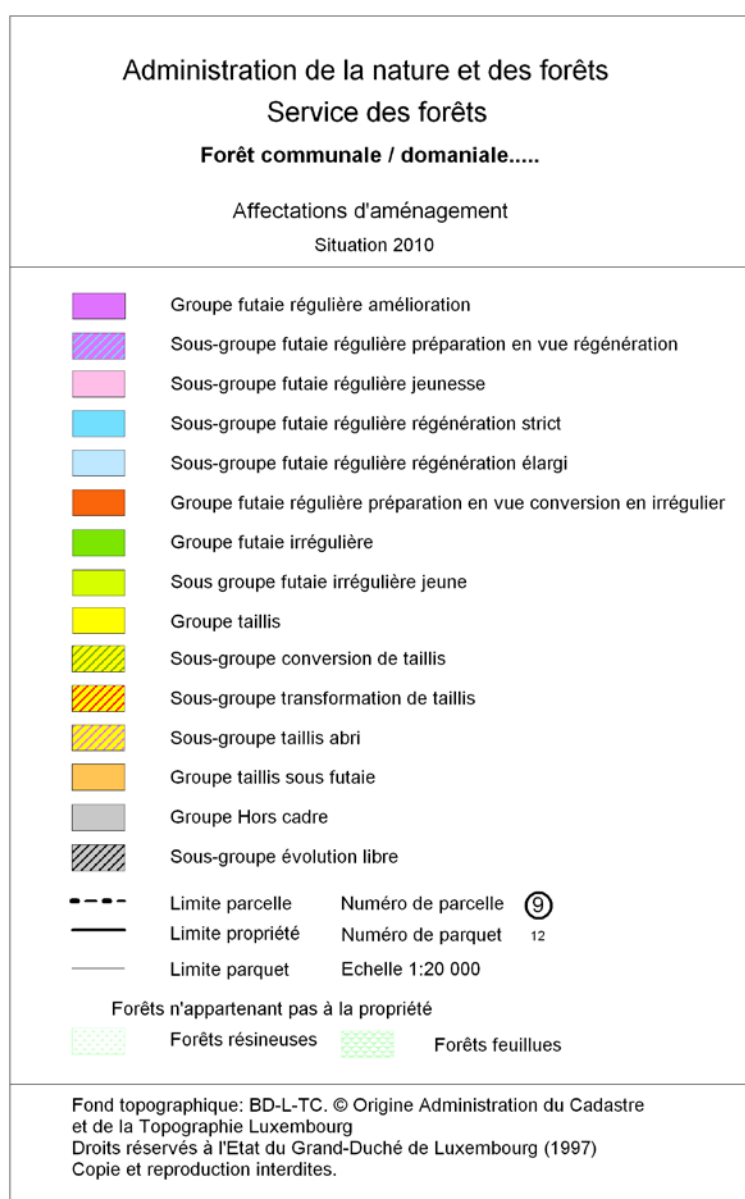 Administration de la nature et des forêts
Service des forêts
Forêt communale / domaniale.....
Affectations d'aménagement
Situation 2010
Groupe futaie régulière amélioration
Sous-groupe futaie régulière préparation en vue régénération
Sous-groupe futaie régulière jeunesse
Sous-groupe futaie régulière régénération strict
Sous-groupe futaie régulière régénération élargi
Groupe futaie régulière préparation en vue conversion en irrégulier
Groupe futaie irrégulière
Sous groupe futaie irrégulière jeune
Groupe taillis
Sous-groupe conversion de taillis
Sous-groupe transformation de taillis
Sous-groupe taillis abri
Groupe taillis sous futaie
Groupe Hors cadre
Sous-groupe évolution libre
Limite parcelle Numéro de parcelle 9
Limite propriété Numéro de parquet 12
Limite parquet Echelle 1:20 000
Forêts n'appartenant pas à la propriété
Forêts résineuses Forêts feuillues
Fond topographique: BD-L-TC. © Origine Administration du Cadastre
et de la Topographie Luxembourg
Droits réservés à l'Etat du Grand-Duché de Luxembourg (1997)
Copie et reproduction interdites.